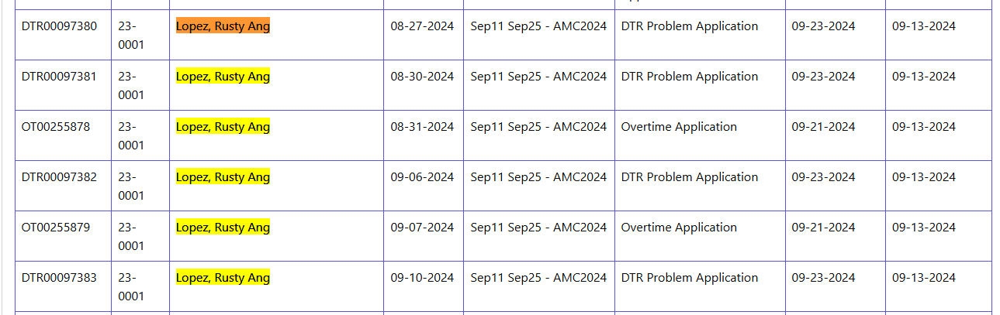 DTR00097380 23-0001 Lopez, Rusty Ang 08-27-2024 Sep11 Sep25 - AMC2024 DTR Problem Application 09-23-2024 09-13-2024
DTR00097381 23-0001 Lopez, Rusty Ang 08-30-2024 Sep11 Sep25 - AMC2024 DTR Problem Application 09-23-2024 09-13-2024
OT00255878 23-0001 Lopez, Rusty Ang 08-31-2024 Sep11 Sep25 - AMC2024 Overtime Application 09-21-2024 09-13-2024
DTR00097382 23-0001 Lopez, Rusty Ang 09-06-2024 Sep11 Sep25 - AMC2024 DTR Problem Application 09-23-2024 09-13-2024
OT00255879 23-0001 Lopez, Rusty Ang 09-07-2024 Sep11 Sep25 - AMC2024 Overtime Application 09-21-2024 09-13-2024
DTR00097383 23-0001 Lopez, Rusty Ang 09-10-2024 Sep11 Sep25 - AMC2024 DTR Problem Application 09-23-2024 09-13-2024